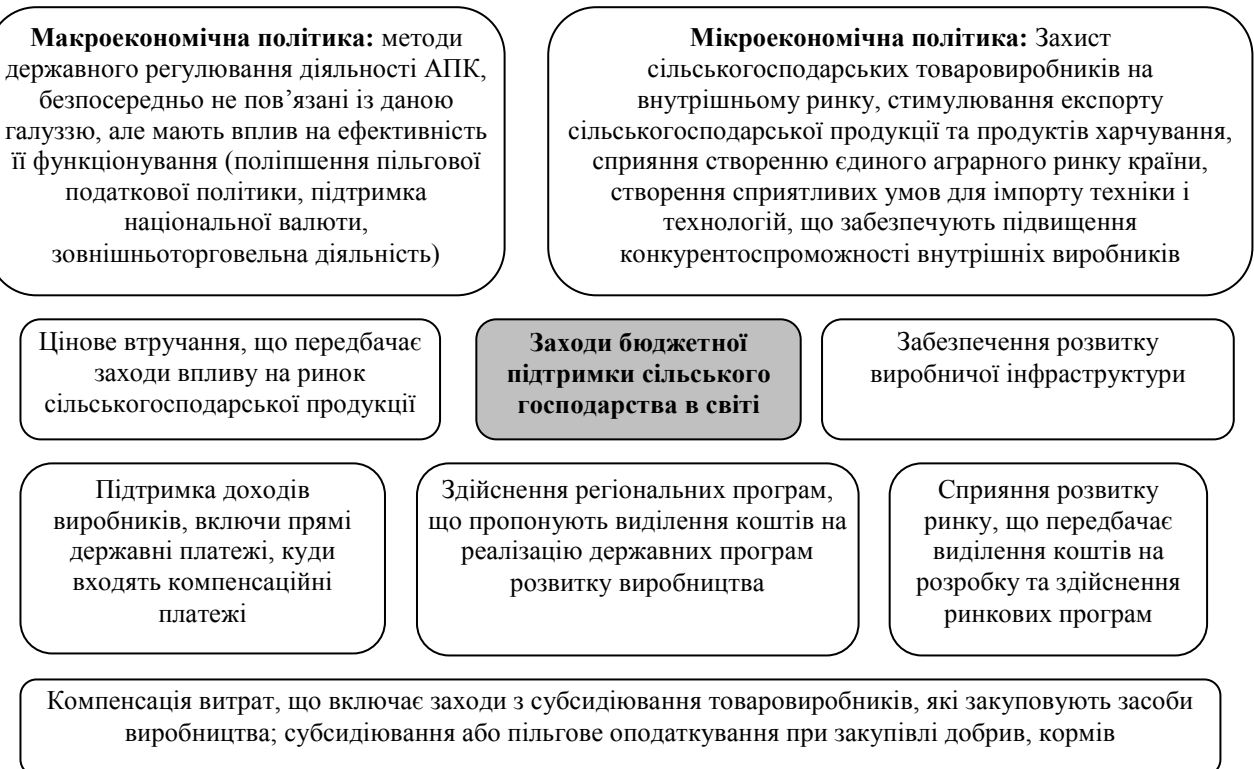 Макроекономічна політика: методи
державного регулювання діяльності АПК,
безпосередньо не пов’язані із даною
галуззю, але мають вплив на ефективність
її функціонування (поліпшення пільгової
податкової політики, підтримка
національної валюти,
зовнішньоторговельна діяльність)
Мікроекономічна політика: Захист
сільськогосподарських товаровиробників на
внутрішньому ринку, стимулювання експорту
сільськогосподарської продукції та продуктів харчування,
сприяння створенню єдиного аграрного ринку країни,
створення сприятливих умов для імпорту техніки і
технологій, що забезпечують підвищення
конкурентоспроможності внутрішніх виробників
Цінове втручання, що передбачає
заходи впливу на ринок
сільськогосподарської продукції
Заходи бюджетної
підтримки сільського
господарства в світі
Забезпечення розвитку
виробничої інфраструктури
Підтримка доходів
виробників, включи прямі
державні платежі, куди
входять компенсаційні
платежі
Здійснення регіональних програм,
що пропонують виділення коштів на
реалізацію державних програм
розвитку виробництва
Сприяння розвитку
ринку, що передбачає
виділення коштів на
розробку та здійснення
ринкових програм
Компенсація витрат, що включає заходи з субсидіювання товаровиробників, які закуповують засоби
виробництва; субсидіювання або пільгове оподаткування при закупівлі добрив, кормів